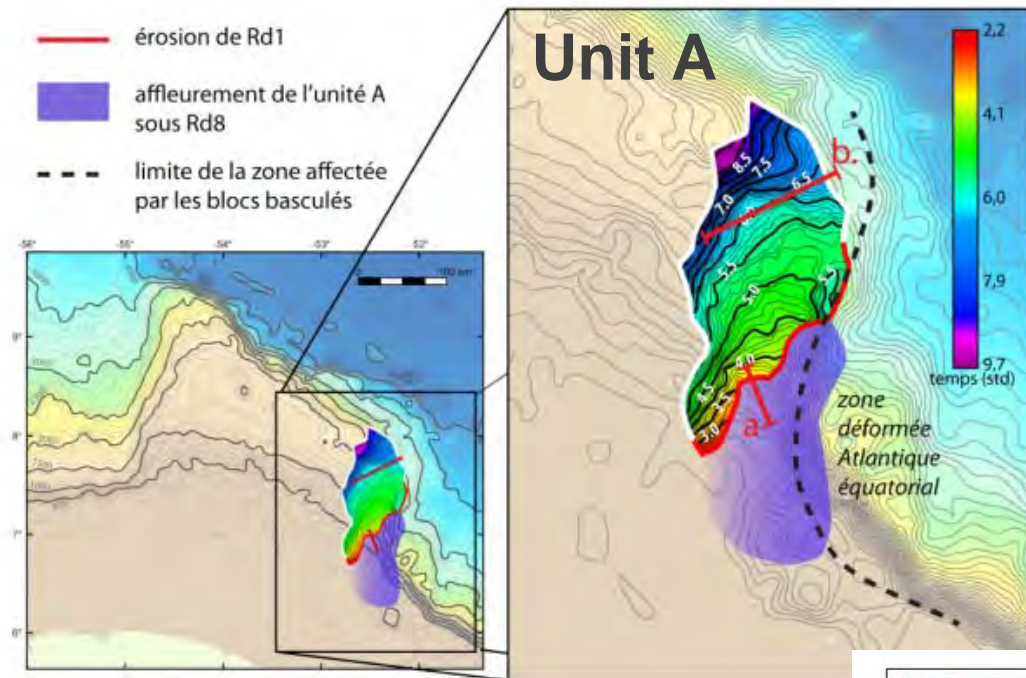 érosion de Rd1
affleurement de l'unité A
sous Rd8
limite de la zone affectée
par les blocs basculés
-56°
-55°
-54°
-53°
-52°
9°
8°
7°
6°
Unit A
2,2
4,1
6,0
7,9
9,7
temps (std)
8.5
7.5
7.0
6.5
b.
5.5
5.0
4.0
4.5
3.0
a
zone
déformée
Atlantique
équatorial